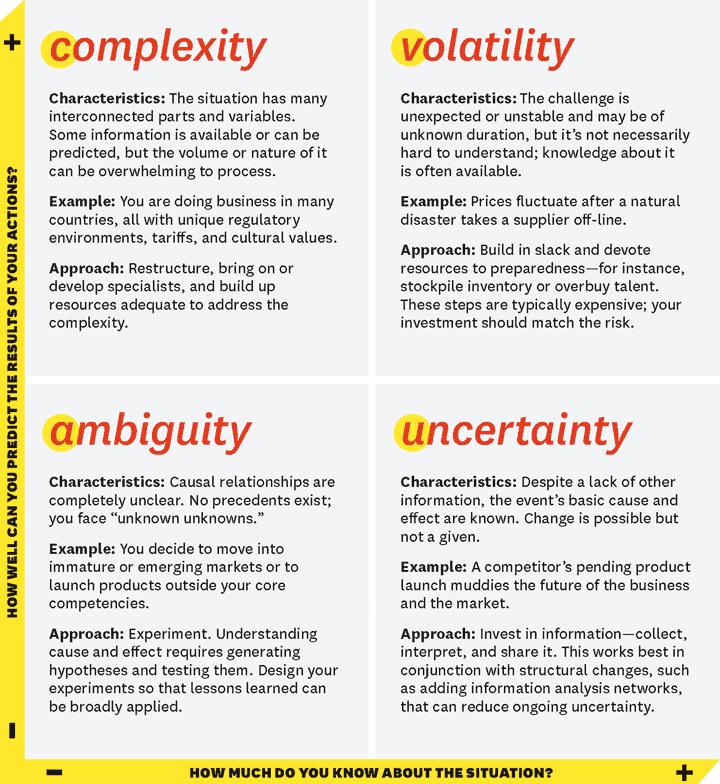 +
HOW WELL CAN YOU PREDICT THE RESULTS OF YOUR ACTIONS?
–
complexity
Characteristics: The situation has many
interconnected parts and variables.
Some information is available or can be
predicted, but the volume or nature of it
can be overwhelming to process.
Example: You are doing business in many
countries, all with unique regulatory
environments, tariffs, and cultural values.
Approach: Restructure, bring on or
develop specialists, and build up
resources adequate to address the
complexity.
volatility
Characteristics: The challenge is
unexpected or unstable and may be of
unknown duration, but it’s not necessarily
hard to understand; knowledge about it
is often available.
Example: Prices fluctuate after a natural
disaster takes a supplier off-line.
Approach: Build in slack and devote
resources to preparedness—for instance,
stockpile inventory or overbuy talent.
These steps are typically expensive; your
investment should match the risk.
ambiguity
Characteristics: Causal relationships are
completely unclear. No precedents exist;
you face “unknown unknowns.”
Example: You decide to move into
immature or emerging markets or to
launch products outside your core
competencies.
Approach: Experiment. Understanding
cause and effect requires generating
hypotheses and testing them. Design your
experiments so that lessons learned can
be broadly applied.
uncertainty
Characteristics: Despite a lack of other
information, the event’s basic cause and
effect are known. Change is possible but
not a given.
Example: A competitor’s pending product
launch muddies the future of the business
and the market.
Approach: Invest in information—collect,
interpret, and share it. This works best in
conjunction with structural changes, such
as adding information analysis networks,
that can reduce ongoing uncertainty.
– HOW MUCH DO YOU KNOW ABOUT THE SITUATION? +